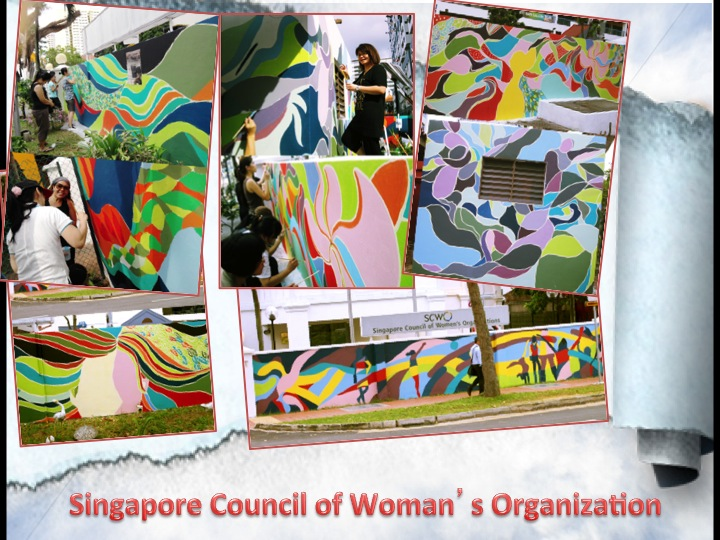 SCWO
Singapore Council of Women's Organisations
Singapore Council of Woman’ s Organization